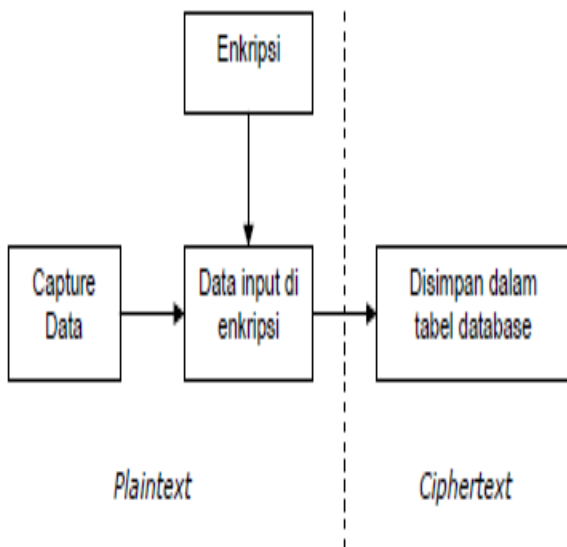 Enkripsi
Capture
Data
Data input di
enkripsi
Disimpan dalam
tabel database
Plaintext
Ciphertext